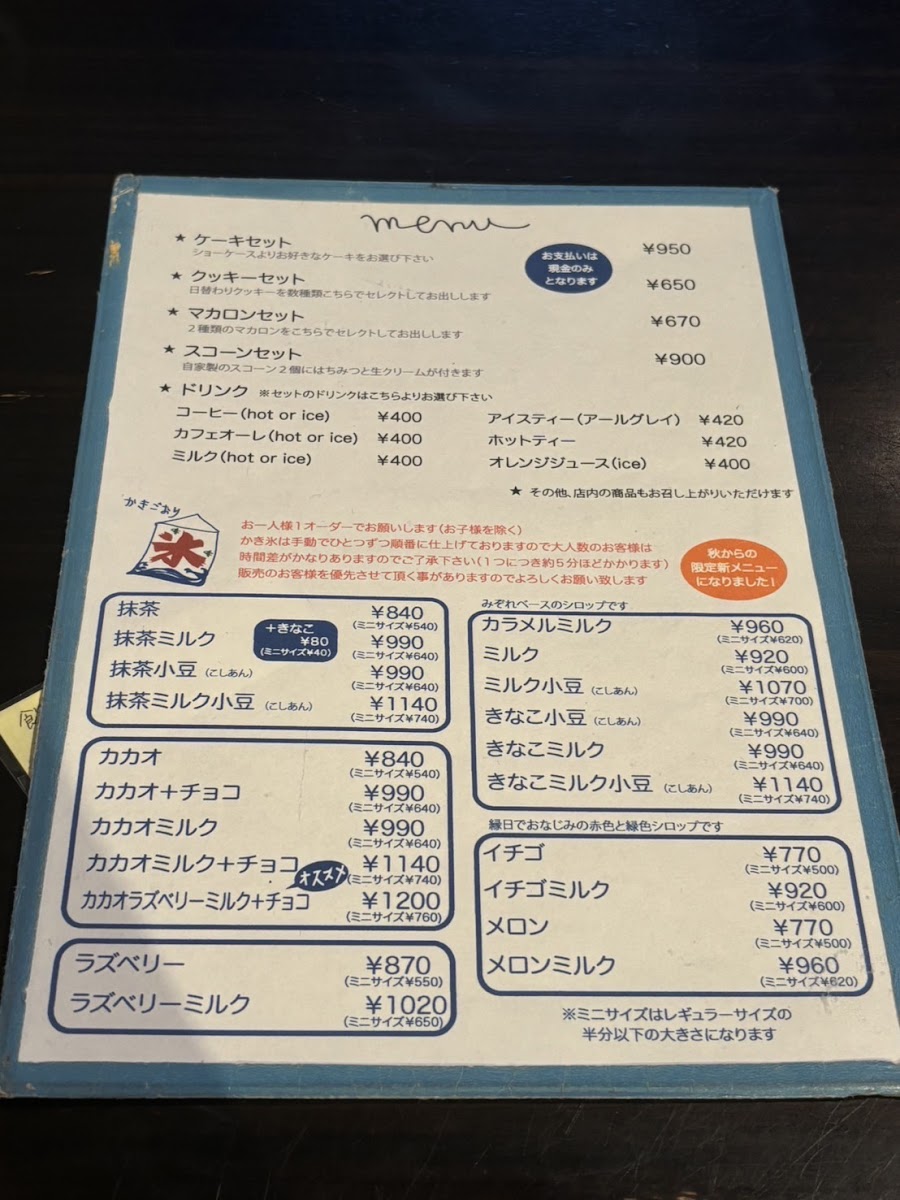 menu
★ ケーキセット ¥950
ショーケースよりお好きなケーキをお選び下さい
お支払いは
現金のみ
となります
★ クッキーセット ¥650
日替わりクッキーを数種類こちらでセレクトしてお出しします
★ マカロンセット ¥670
2種類のマカロンをこちらでセレクトしてお出しします
★ スコーンセット ¥900
自家製のスコーン2個にはちみつと生クリームが付きます
★ ドリンク ※セットのドリンクはこちらよりお選び下さい
コーヒー(hot or ice) ¥400
カフェオーレ(hot or ice) ¥400
ミルク(hot or ice) ¥400
アイスティー(アールグレイ) ¥420
ホットティー ¥420
オレンジジュース(ice) ¥400
★ その他、店内の商品もお召し上がりいただけます
かきごおり
氷
お一人様1オーダーでお願いします(お子様を除く)
かき氷は手動でひとつずつ順番に仕上げておりますので大人数のお客様は
時間差がかなりありますのでご了承下さい(1つにつき約5分ほどかかります)
販売のお客様を優先させて頂く事がありますのでよろしくお願い致します
秋からの
限定新メニュー
になりました!
抹茶 ¥840
(ミニサイズ¥540)
抹茶ミルク ¥990
(ミニサイズ¥640)
+きなこ
¥80
(ミニサイズ¥40)
抹茶小豆 (こしあん) ¥990
(ミニサイズ¥640)
抹茶ミルク小豆 (こしあん) ¥1140
(ミニサイズ¥740)
カカオ ¥840
(ミニサイズ¥540)
カカオ+チョコ ¥990
(ミニサイズ¥640)
カカオミルク ¥990
(ミニサイズ¥640)
カカオミルク+チョコ ¥1140
(ミニサイズ¥740)
オススメ
カカオラズベリーミルク+チョコ ¥1200
(ミニサイズ¥760)
ラズベリー ¥870
(ミニサイズ¥550)
ラズベリーミルク ¥1020
(ミニサイズ¥650)
みぞれベースのシロップです
カラメルミルク ¥960
(ミニサイズ¥620)
ミルク ¥920
(ミニサイズ¥600)
ミルク小豆 (こしあん) ¥1070
(ミニサイズ¥700)
きなこ小豆 (こしあん) ¥990
(ミニサイズ¥640)
きなこミルク ¥990
(ミニサイズ¥640)
きなこミルク小豆 (こしあん) ¥1140
(ミニサイズ¥740)
縁日でおなじみの赤色と緑色シロップです
イチゴ ¥770
(ミニサイズ¥500)
イチゴミルク ¥920
(ミニサイズ¥600)
メロン ¥770
(ミニサイズ¥500)
メロンミルク ¥960
(ミニサイズ¥620)
※ミニサイズはレギュラーサイズの
半分以下の大きさになります